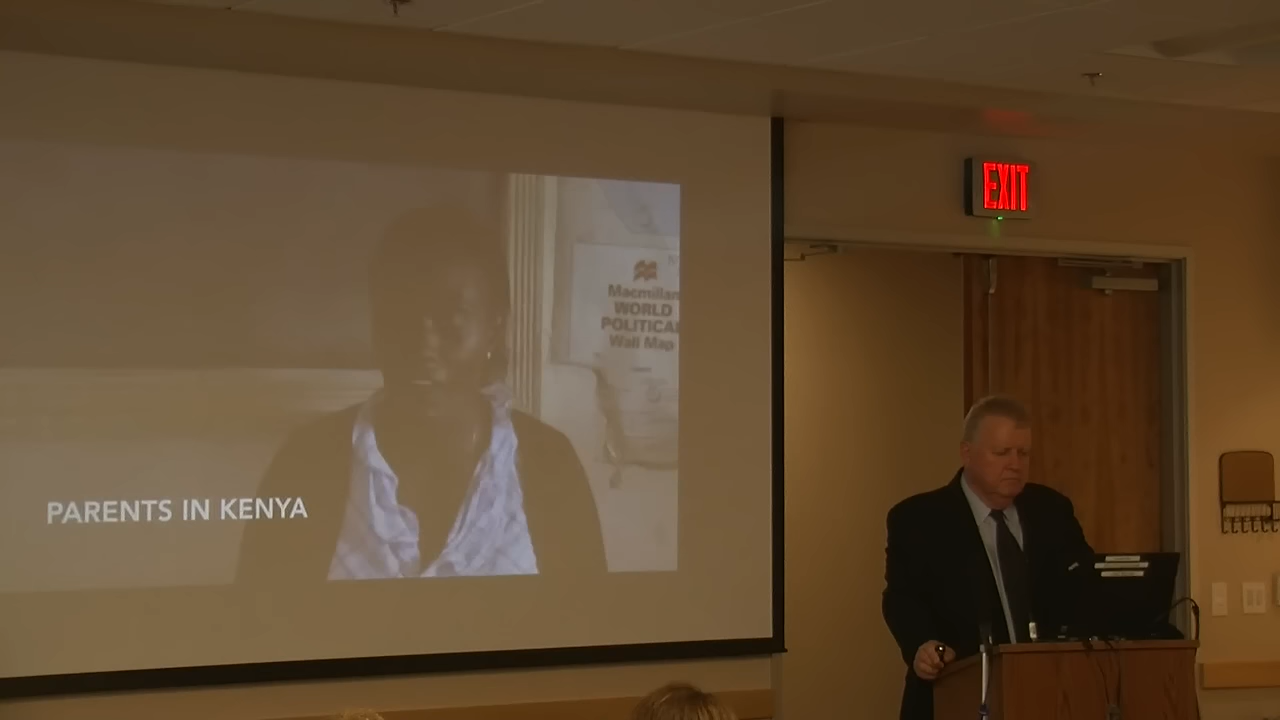 EXIT
Macmillan
WORLD
POLITICAL
Wall Map
PARENTS IN KENYA